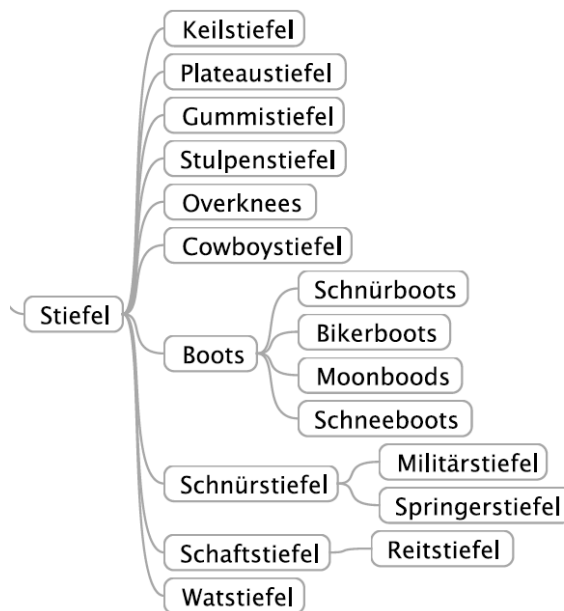 Keilstiefel
Plateaustiefel
Gummistiefel
Stulpenstiefel
Overknees
Cowboystiefel
Stiefel
Boots
Schnürboots
Bikerboots
Moonboods
Schneeboots
Schnürstiefel
Militärstiefel
Springerstiefel
Schaftstiefel
Reitstiefel
Watstiefel